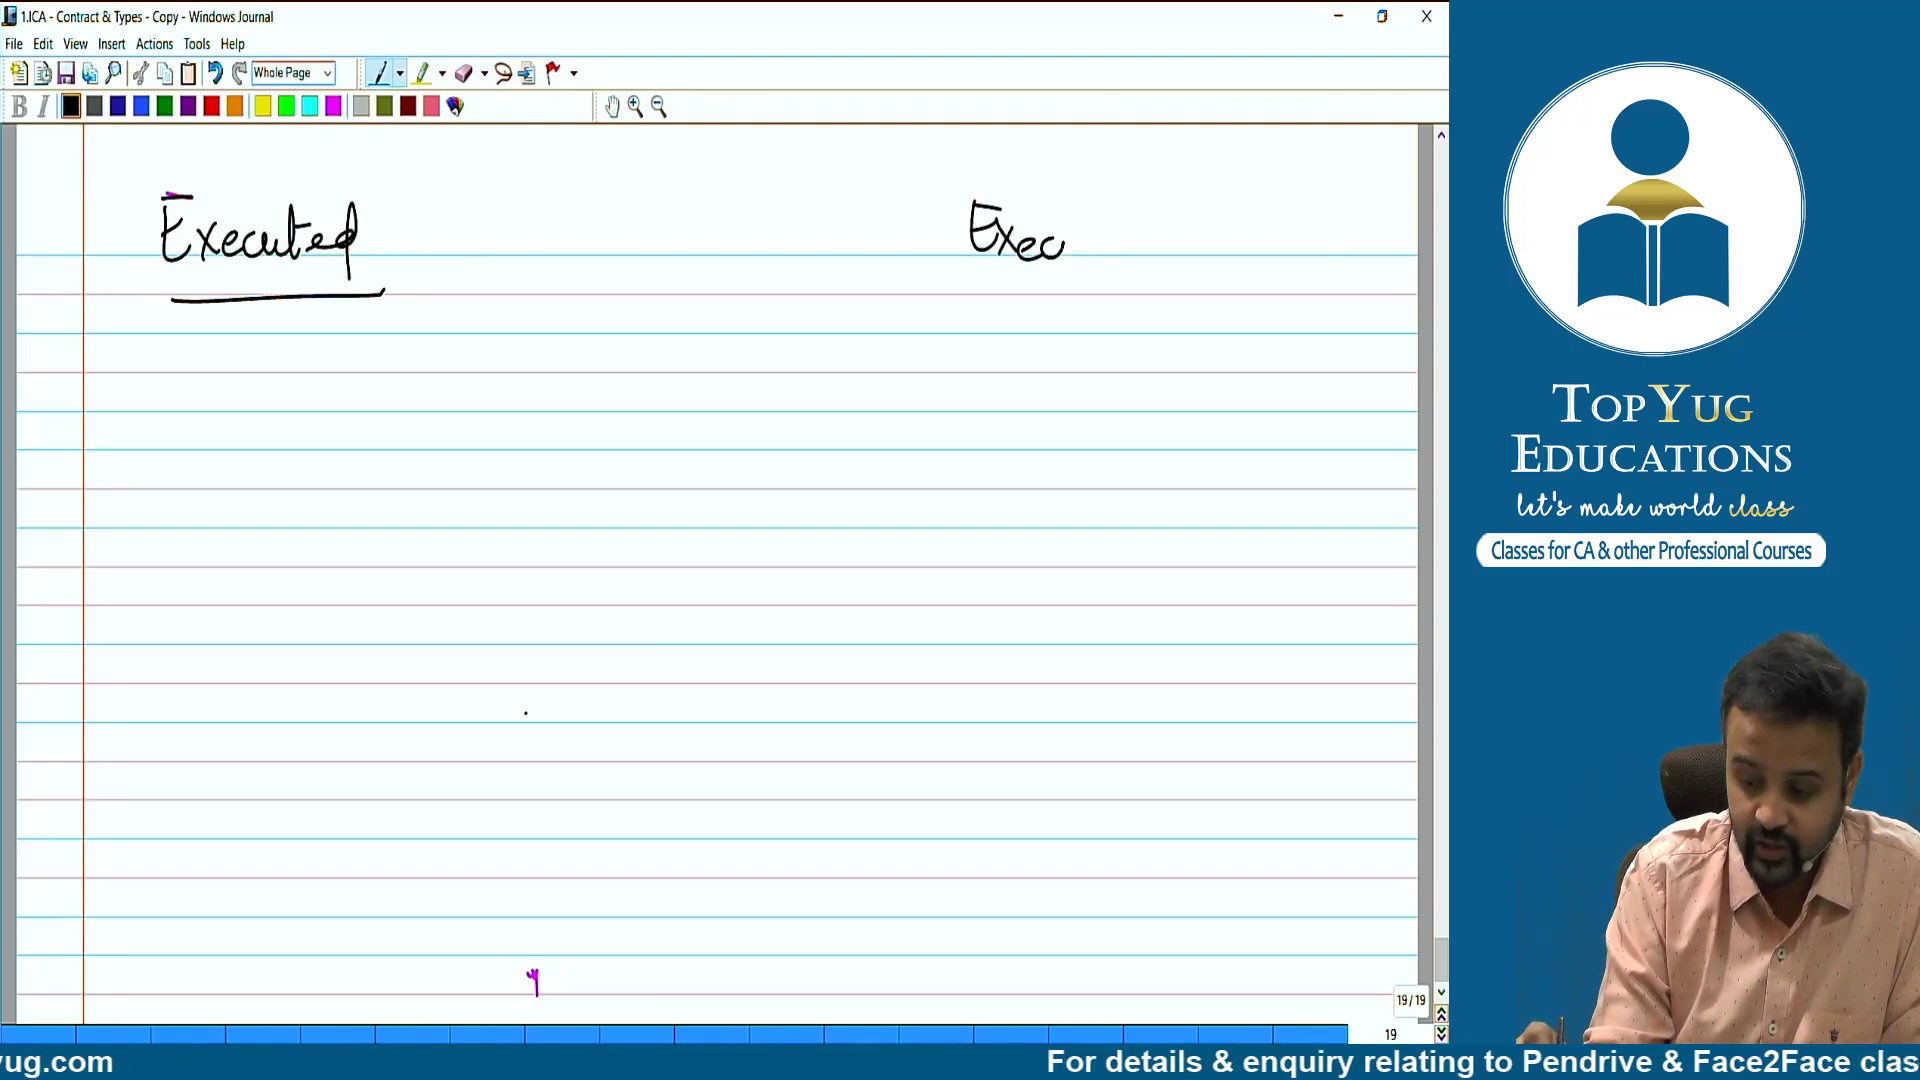 1.ICA - Contract & Types - Copy - Windows Journal
File Edit View Insert Actions Tools Help
Whole Page
B I
Executed
Exec
19 / 19
19
TOPYUG
EDUCATIONS
let's make world class
Classes for CA & other Professional Courses
yug.com
For details & enquiry relating to Pendrive & Face2Face clas